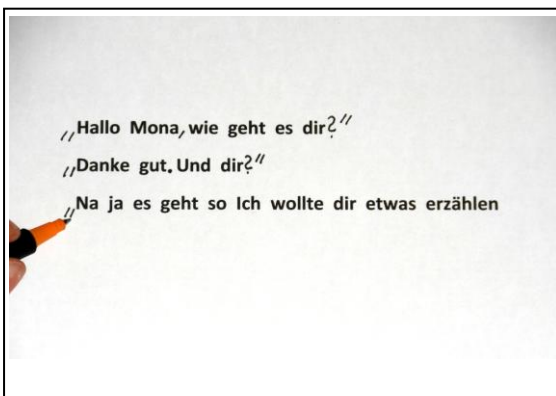 „Hallo Mona, wie geht es dir?“
„Danke gut. Und dir?“
„Na ja es geht so Ich wollte dir etwas erzählen